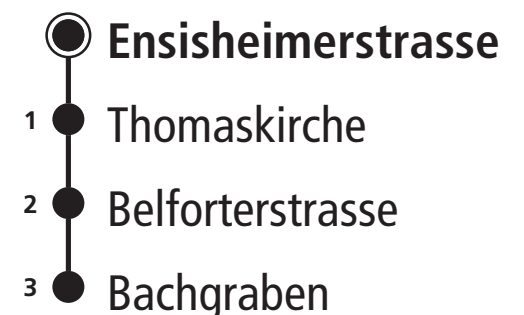 Ensisheimerstrasse
1 Thomaskirche
2 Belforterstrasse
3 Bachgraben